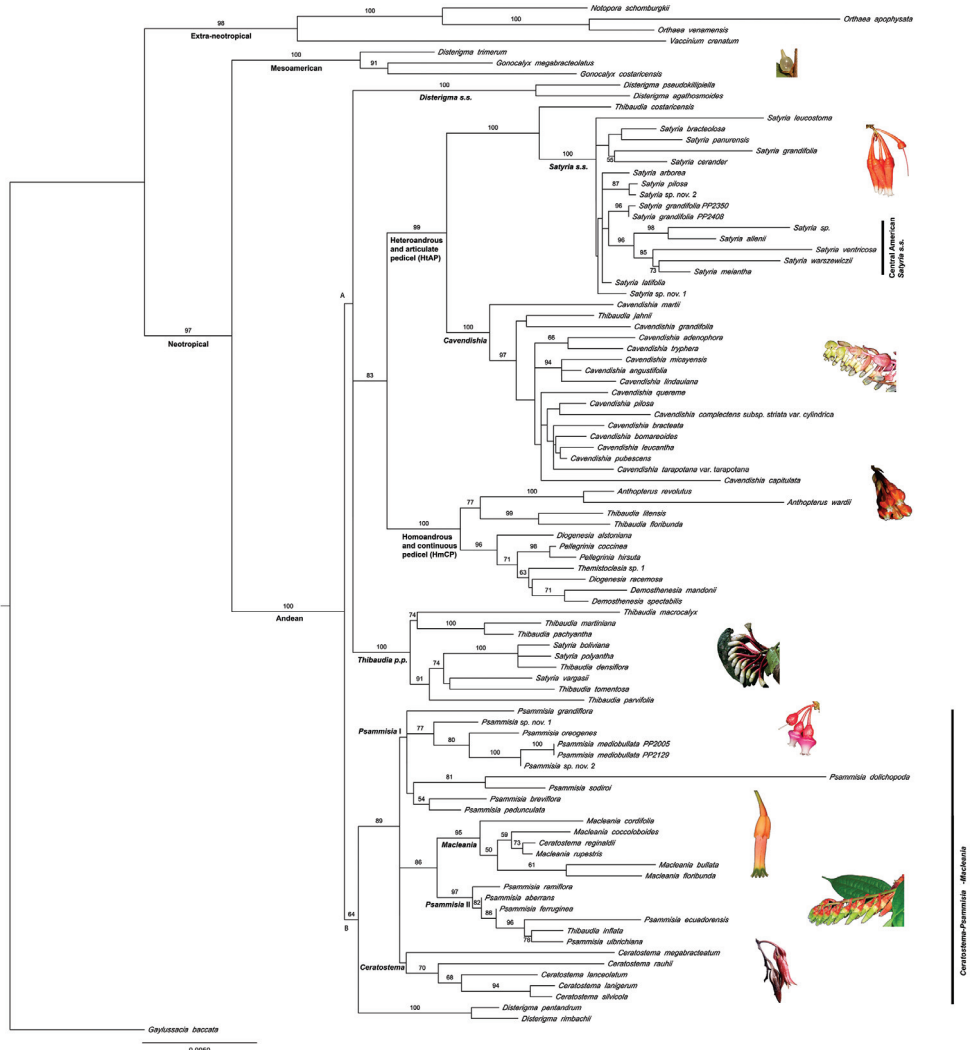 Notopora schomburgkii
100
Orthaea apophysata
98
100
Orthaea venamensis
Extra-neotropical
Vaccinium crenatum
Disterigma trimerum
100
Mesoamerican
91
Gonocalyx megabracteolatus
Gonocalyx costaricensis
100
Disterigma pseudokillipiella
Disterigma s.s.
Disterigma agathosmoides
Thibaudia costaricensis
Satyria leucostoma
100
Satyria bracteolosa
Satyria panurensis
100
Satyria grandifolia
Satyria s.s.
55
Satyria cerander
Satyria arborea
87
Satyria pilosa
Satyria sp. nov. 2
96
Satyria grandifolia PP2350
Satyria grandifolia PP2408
98
Satyria sp.
99
96
Satyria allenii
Heteroandrous
and articulate
pedicel (HtAP)
95
Satyria ventricosa
Satyria warszewiczii
73
Satyria meiantha
Satyria latifolia
Satyria sp. nov. 1
Central American
Satyria s.s.
A
Cavendishia martii
Thibaudia jahnii
100
Cavendishia grandifolia
97
Neotropical
Cavendishia
66
Cavendishia adenophora
Cavendishia tryphera
97
94
Cavendishia micayensis
Cavendishia angustifolia
83
Cavendishia lindauiana
Cavendishia quereme
Cavendishia pilosa
Cavendishia complectens subsp. striata var. cylindrica
Cavendishia bracteata
Cavendishia bomareoides
Cavendishia leucantha
Cavendishia pubescens
Cavendishia tarapotana var. tarapotana
Cavendishia capitulata
100
Anthopterus revolutus
77
Anthopterus wardii
99
Thibaudia litensis
100
Thibaudia floribunda
Homoandrous
and continuous
pedicel (HmCP)
96
Diogenesia alstoniana
98
Pellegrinia coccinea
71
Pellegrinia hirsuta
63
Themistoclesia sp. 1
Diogenesia racemosa
71
Demosthenesia mandonii
Demosthenesia spectabilis
100
Andean
74
Thibaudia macrocalyx
100
Thibaudia martiniana
Thibaudia pachyantha
100
Thibaudia p.p.
100
Satyria boliviana
74
Satyria polyantha
Thibaudia densiflora
91
Satyria vargasii
Thibaudia tomentosa
Thibaudia parvifolia
Psammisia grandiflora
Psammisia I
77
Psammisia sp. nov. 1
80
Psammisia oreogenes
100
Psammisia mediobullata PP2005
100
Psammisia mediobullata PP2129
Psammisia sp. nov. 2
81
Psammisia dolichopoda
Psammisia sodiroi
54
Psammisia breviflora
Psammisia pedunculata
89
95
Macleania cordifolia
Macleania
59
Macleania coccoloboides
73
Ceratostema reginaldii
50
Macleania rupestris
86
61
Macleania bullata
Macleania floribunda
97
Psammisia ramiflora
Psammisia II
82
Psammisia aberrans
86
Psammisia ferruginea
64
B
96
Psammisia ecuadorensis
Thibaudia inflata
76
Psammisia ulbrichiana
Ceratostema
Ceratostema megabracteatum
70
Ceratostema rauhii
68
Ceratostema lanceolatum
94
Ceratostema lanigerum
Ceratostema silvicola
100
Disterigma pentandrum
Disterigma rimbachii
Ceratostema-Psammisia -Macleania
Gaylussacia baccata